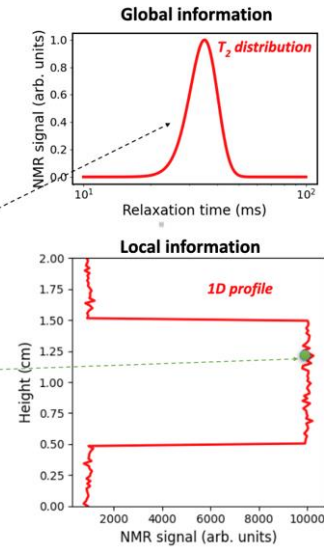 Global information
T₂ distribution
NMR signal (arb. units)
1.0
0.8
0.6
0.4
0.2
0.0
10¹
10²
Relaxation time (ms)
Local information
1D profile
Height (cm)
2.00
1.75
1.50
1.25
1.00
0.75
0.50
0.25
0.00
2000 4000 6000 8000 10000
NMR signal (arb. units)